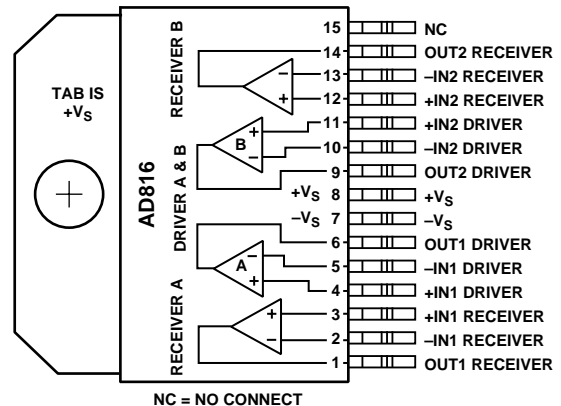 TAB IS
+VS
AD816
RECEIVER B
DRIVER A & B
RECEIVER A
15 NC
14 OUT2 RECEIVER
– 13 –IN2 RECEIVER
+ 12 +IN2 RECEIVER
+ 11 +IN2 DRIVER
B
– 10 –IN2 DRIVER
9 OUT2 DRIVER
+VS 8 +VS
–VS 7 –VS
6 OUT1 DRIVER
– 5 –IN1 DRIVER
A
+ 4 +IN1 DRIVER
+ 3 +IN1 RECEIVER
– 2 –IN1 RECEIVER
1 OUT1 RECEIVER
NC = NO CONNECT